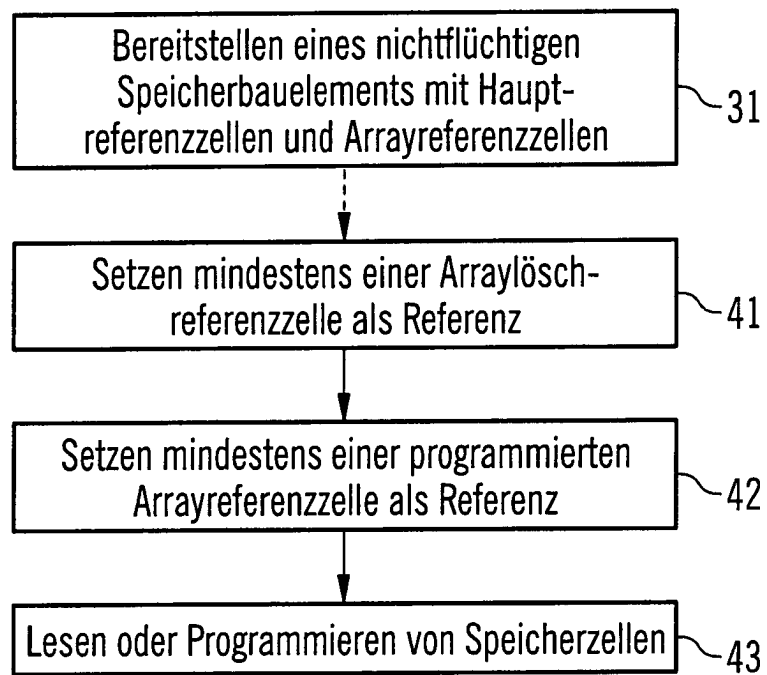 Bereitstellen eines nichtflüchtigen
Speicherbauelements mit Haupt-
referenzzellen und Arrayreferenzzellen
31
Setzen mindestens einer Arraylösch-
referenzzelle als Referenz
41
Setzen mindestens einer programmierten
Arrayreferenzzelle als Referenz
42
Lesen oder Programmieren von Speicherzellen
43